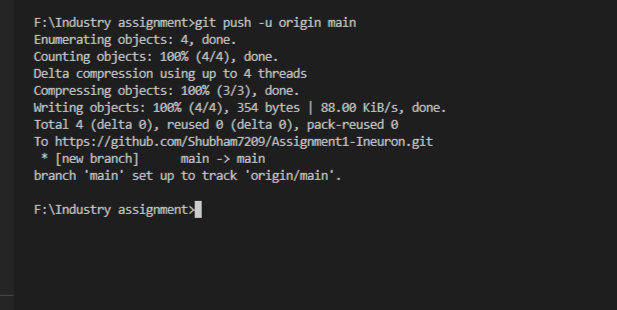 F:\Industry assignment>git push -u origin main
Enumerating objects: 4, done.
Counting objects: 100% (4/4), done.
Delta compression using up to 4 threads
Compressing objects: 100% (3/3), done.
Writing objects: 100% (4/4), 354 bytes | 88.00 KiB/s, done.
Total 4 (delta 0), reused 0 (delta 0), pack-reused 0
To https://github.com/Shubham7209/Assignment1-Ineuron.git
 * [new branch]      main -> main
branch 'main' set up to track 'origin/main'.
F:\Industry assignment>